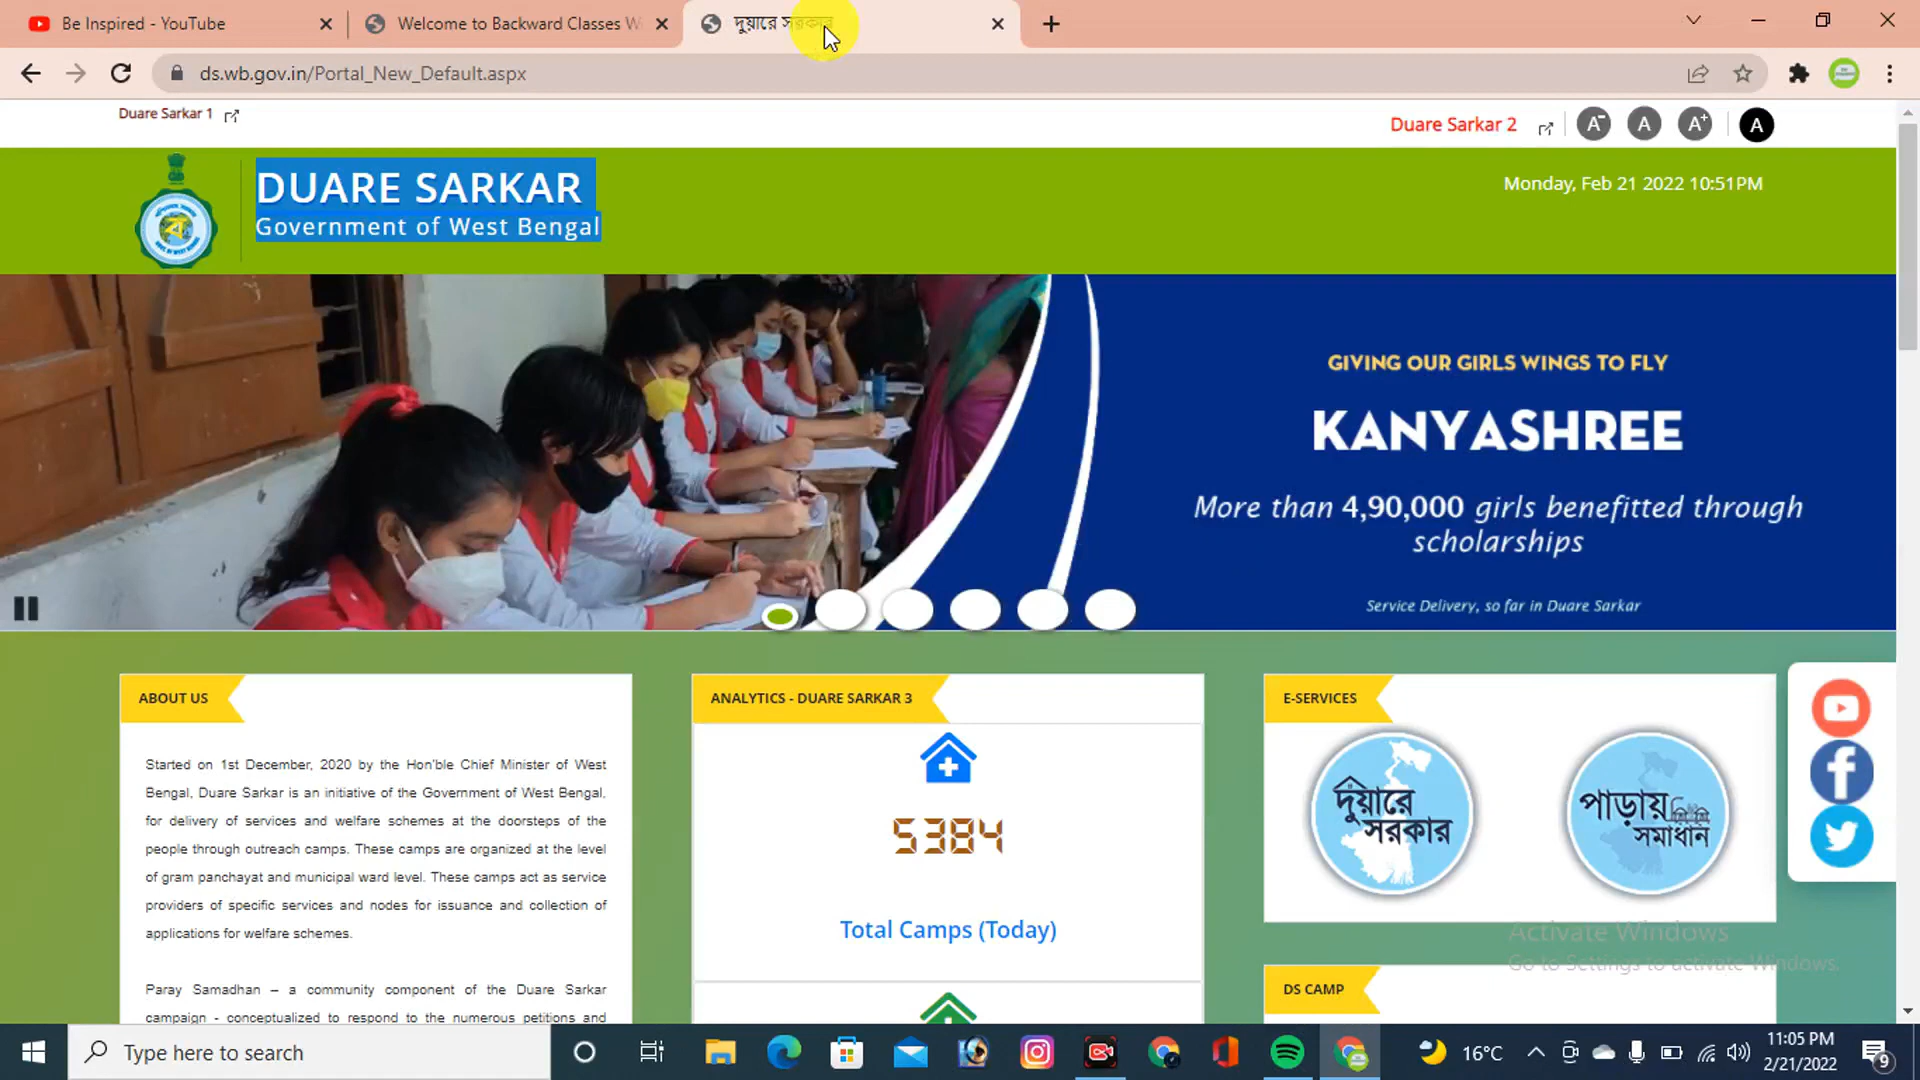 Be Inspired - YouTube
Welcome to Backward Classes W
দুয়ারে সরকার
ds.wb.gov.in/Portal_New_Default.aspx
Duare Sarkar 1
Duare Sarkar 2
A- A A+ A
DUARE SARKAR
Government of West Bengal
Monday, Feb 21 2022 10:51PM
GIVING OUR GIRLS WINGS TO FLY
KANYASHREE
More than 4,90,000 girls benefitted through
scholarships
Service Delivery, so far in Duare Sarkar
ABOUT US
Started on 1st December, 2020 by the Hon'ble Chief Minister of West
Bengal, Duare Sarkar is an initiative of the Government of West Bengal,
for delivery of services and welfare schemes at the doorsteps of the
people through outreach camps. These camps are organized at the level
of gram panchayat and municipal ward level. These camps act as service
providers of specific services and nodes for issuance and collection of
applications for welfare schemes.
Paray Samadhan – a community component of the Duare Sarkar
campaign - conceptualized to respond to the numerous petitions and
ANALYTICS - DUARE SARKAR 3
5384
Total Camps (Today)
E-SERVICES
দুয়ারে
সরকার
পাড়ায়
সমাধান
DS CAMP
Activate Windows
Go to Settings to activate Windows.
Type here to search
16°C
11:05 PM
2/21/2022
9